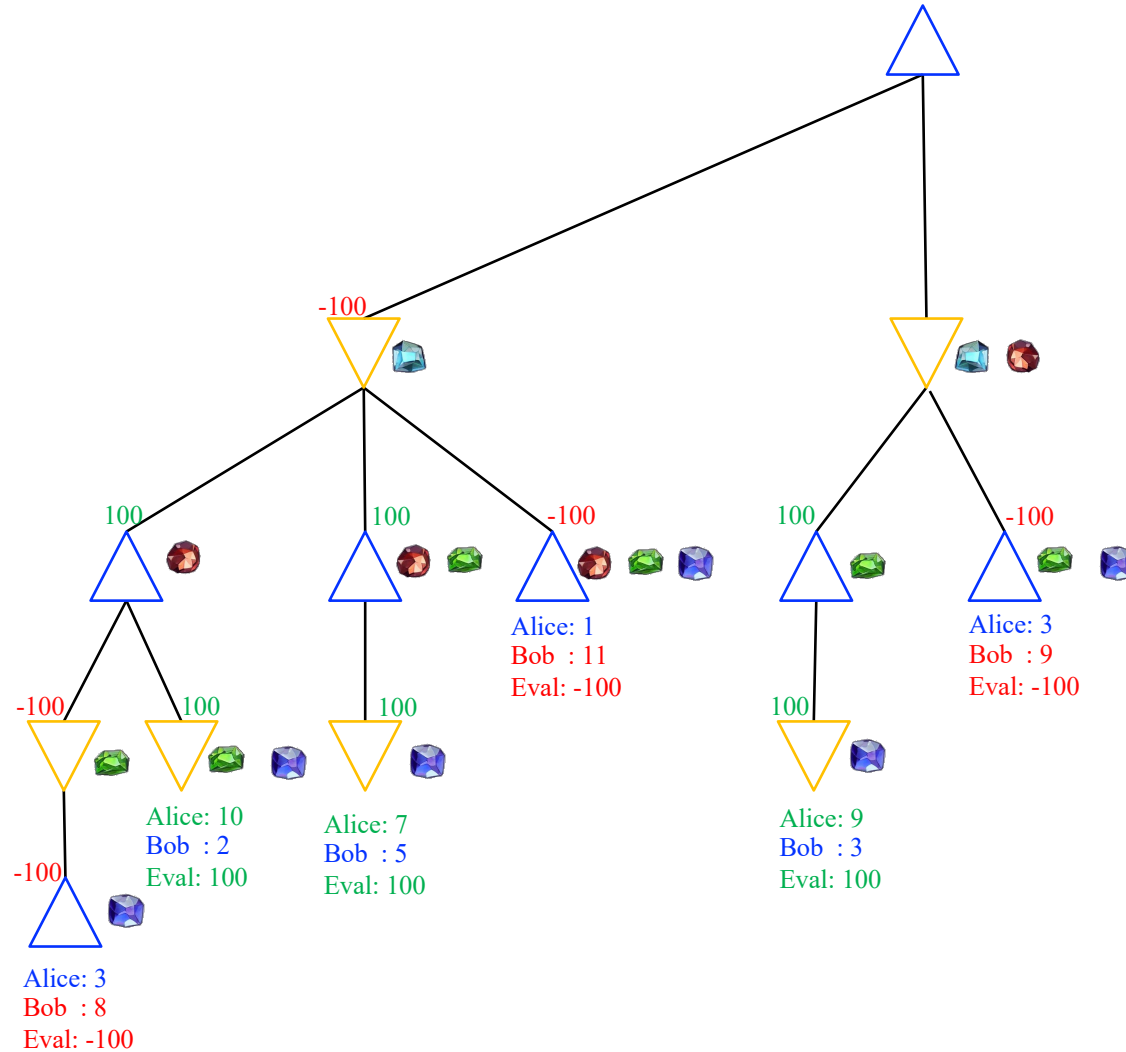 -100
100
100
-100
100
-100
Alice: 1
Bob : 11
Eval: -100
Alice: 3
Bob : 9
Eval: -100
-100
100
100
100
Alice: 10
Bob : 2
Eval: 100
Alice: 7
Bob : 5
Eval: 100
Alice: 9
Bob : 3
Eval: 100
-100
Alice: 3
Bob : 8
Eval: -100